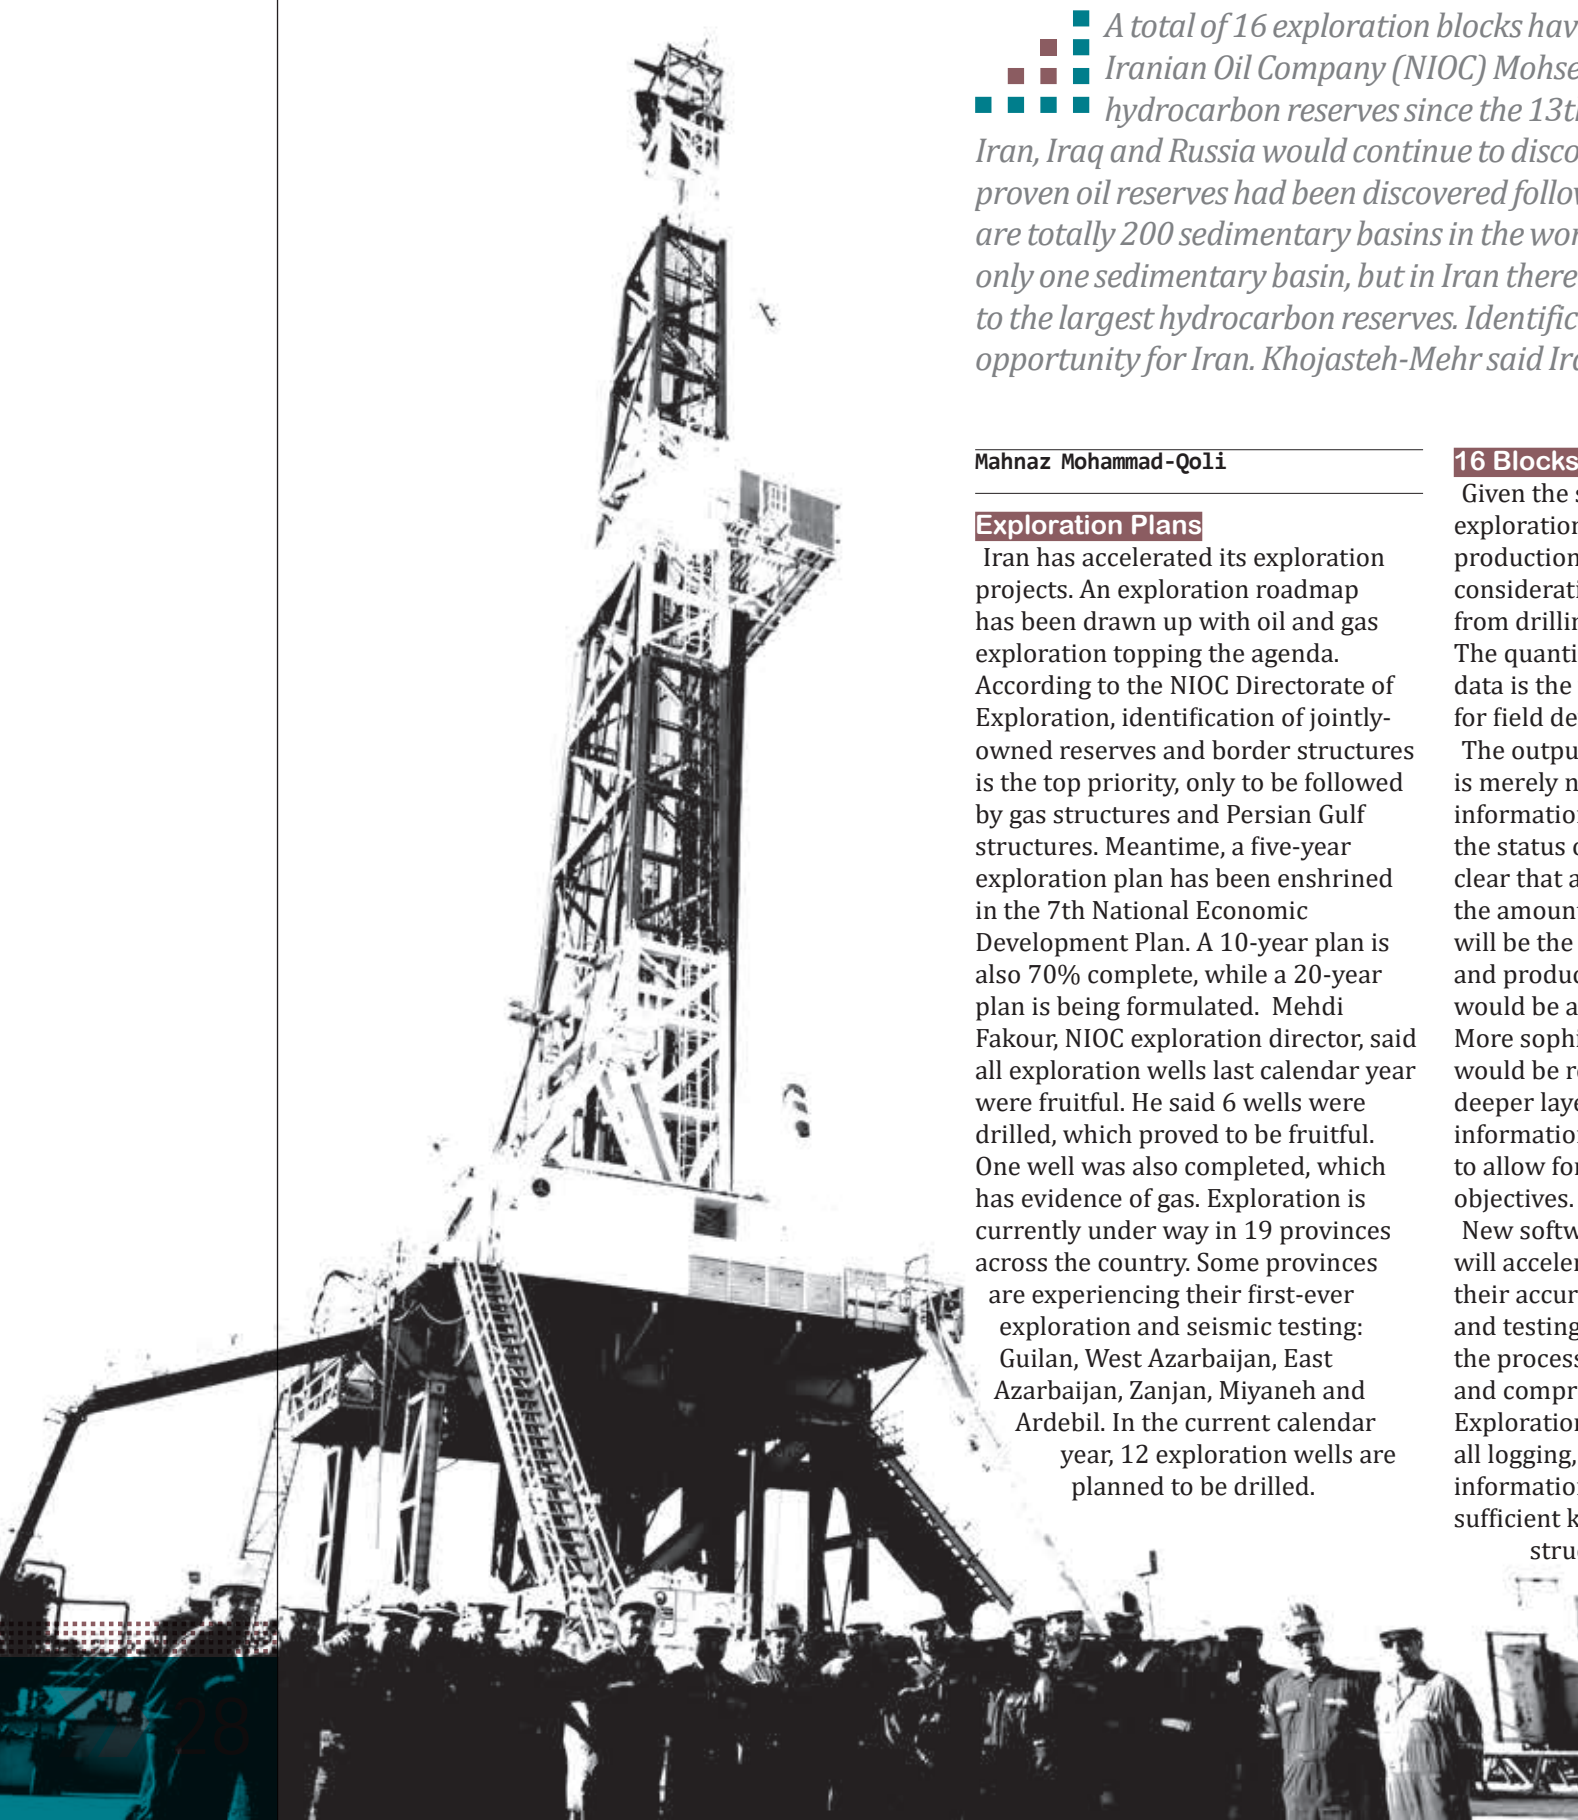 A total of 16 exploration blocks hav
Iranian Oil Company (NIOC) Mohse
hydrocarbon reserves since the 13th
Iran, Iraq and Russia would continue to disco
proven oil reserves had been discovered follow
are totally 200 sedimentary basins in the wor
only one sedimentary basin, but in Iran there
to the largest hydrocarbon reserves. Identific
opportunity for Iran. Khojasteh-Mehr said Ira
Mahnaz Mohammad-Qoli
Exploration Plans
Iran has accelerated its exploration
projects. An exploration roadmap
has been drawn up with oil and gas
exploration topping the agenda.
According to the NIOC Directorate of
Exploration, identification of jointly-
owned reserves and border structures
is the top priority, only to be followed
by gas structures and Persian Gulf
structures. Meantime, a five-year
exploration plan has been enshrined
in the 7th National Economic
Development Plan. A 10-year plan is
also 70% complete, while a 20-year
plan is being formulated. Mehdi
Fakour, NIOC exploration director, said
all exploration wells last calendar year
were fruitful. He said 6 wells were
drilled, which proved to be fruitful.
One well was also completed, which
has evidence of gas. Exploration is
currently under way in 19 provinces
across the country. Some provinces
are experiencing their first-ever
exploration and seismic testing:
Guilan, West Azarbaijan, East
Azarbaijan, Zanjan, Miyaneh and
Ardebil. In the current calendar
year, 12 exploration wells are
planned to be drilled.
16 Blocks
Given the s
exploration
production
considerati
from drillin
The quanti
data is the
for field de
The outpu
is merely n
information
the status o
clear that a
the amount
will be the
and produc
would be a
More sophi
would be re
deeper laye
information
to allow for
objectives.
New softw
will acceler
their accur
and testing
the process
and compr
Exploration
all logging,
information
sufficient k
struc
28